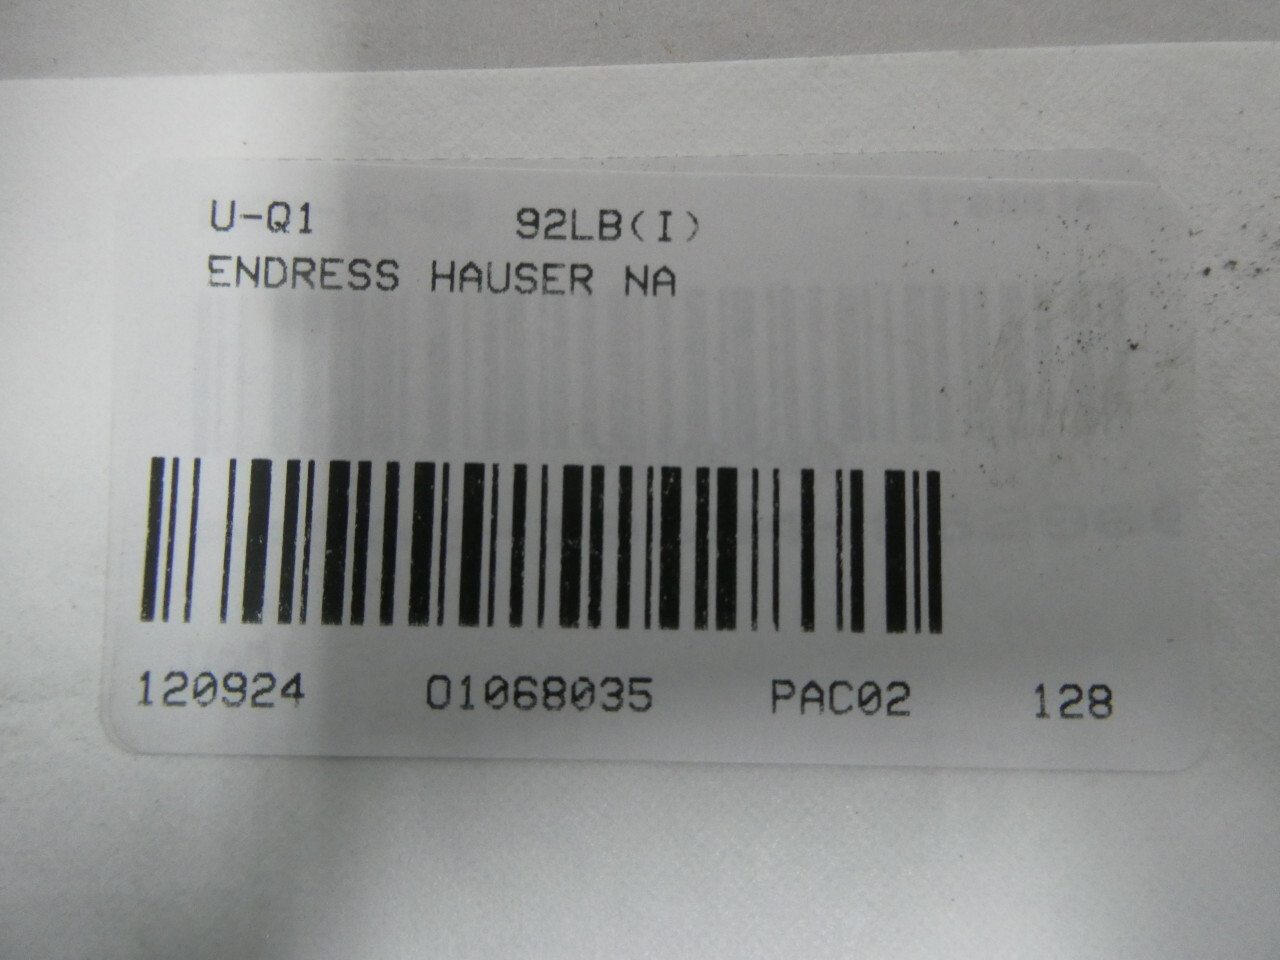 U-Q1 92LB(I)
ENDRESS HAUSER NA
120924 01068035 PAC02 128